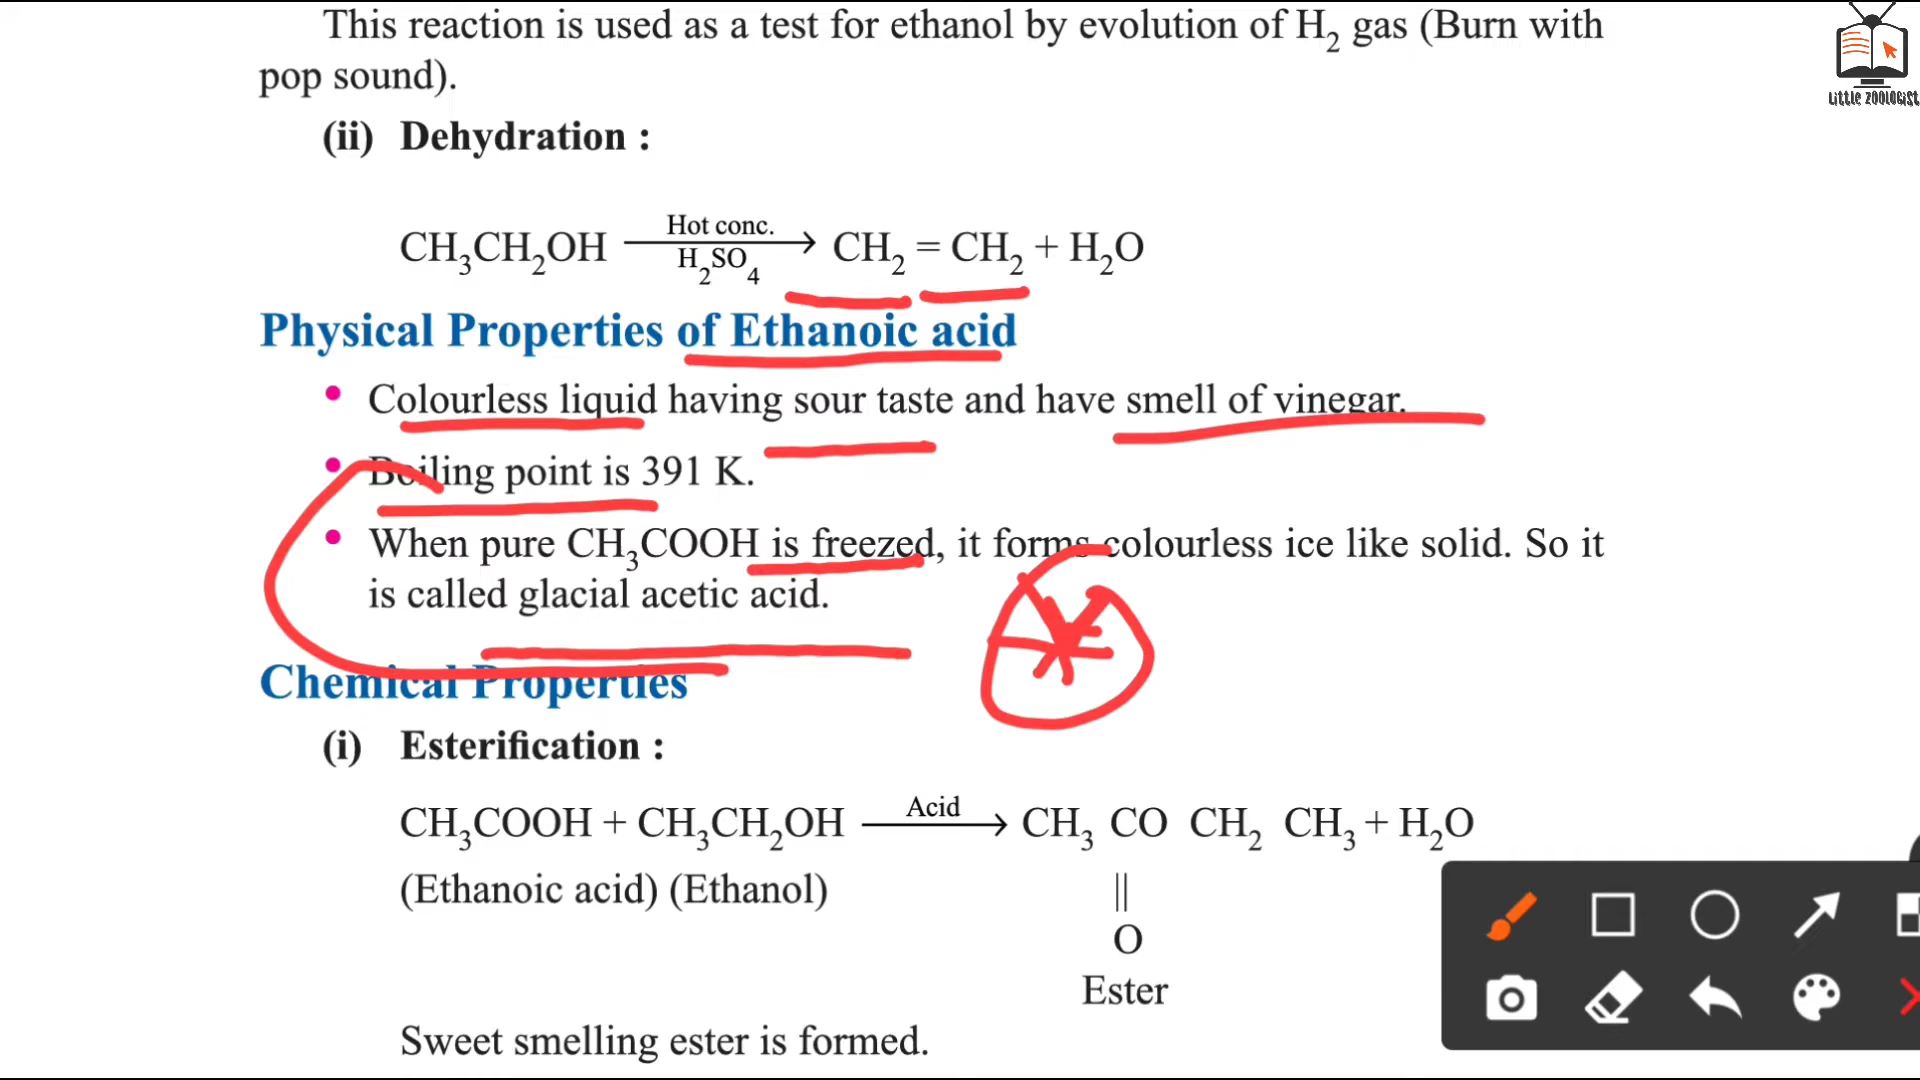 This reaction is used as a test for ethanol by evolution of H₂ gas (Burn with
pop sound).
LittLE ZOOLOGiST
(ii) Dehydration :
CH₃CH₂OH Hot conc. H₂SO₄ → CH₂ = CH₂ + H₂O
Physical Properties of Ethanoic acid
• Colourless liquid having sour taste and have smell of vinegar.
• Boiling point is 391 K.
• When pure CH₃COOH is freezed, it forms colourless ice like solid. So it
is called glacial acetic acid.
Chemical Properties
(i) Esterification :
CH₃COOH + CH₃CH₂OH Acid → CH₃ CO CH₂ CH₃ + H₂O
(Ethanoic acid) (Ethanol) ||
O
Ester
Sweet smelling ester is formed.